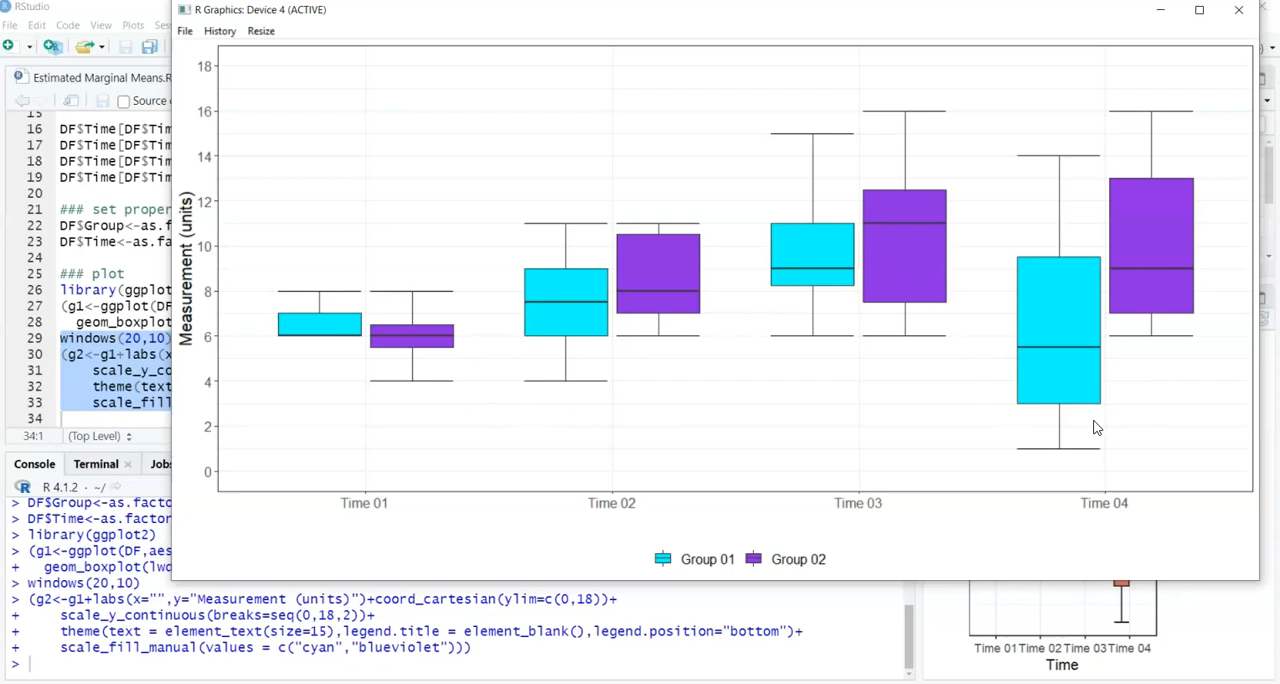 RStudio
R Graphics: Device 4 (ACTIVE)
File Edit Code View Plots
File History Resize
Estimated Marginal Means.R
Source
15
16 DF$Time[DF$Tim
17 DF$Time[DF$Tim
18 DF$Time[DF$Tim
19 DF$Time[DF$Tim
20
21 ### set proper
22 DF$Group<-as.f
23 DF$Time<-as.fa
24
25 ### plot
26 library(ggplot
27 (g1<-ggplot(DF
28 geom_boxplot
29 windows(20,10)
30 (g2<-g1+labs(x
31 scale_y_co
32 theme(text
33 scale_fill
34
34:1 (Top Level)
Console Terminal Jobs
R 4.1.2 · ~/
> DF$Group<-as.facto
> DF$Time<-as.factor
> library(ggplot2)
> (g1<-ggplot(DF,aes
+ geom_boxplot(lwd
> windows(20,10)
> (g2<-g1+labs(x="",y="Measurement (units)")+coord_cartesian(ylim=c(0,18))+
+ scale_y_continuous(breaks=seq(0,18,2))+
+ theme(text = element_text(size=15),legend.title = element_blank(),legend.position="bottom")+
+ scale_fill_manual(values = c("cyan","blueviolet")))
>
Measurement (units)
18
16
14
12
10
8
6
4
2
0
Time 01 Time 02 Time 03 Time 04
Group 01 Group 02
Time 01 Time 02 Time 03 Time 04
Time